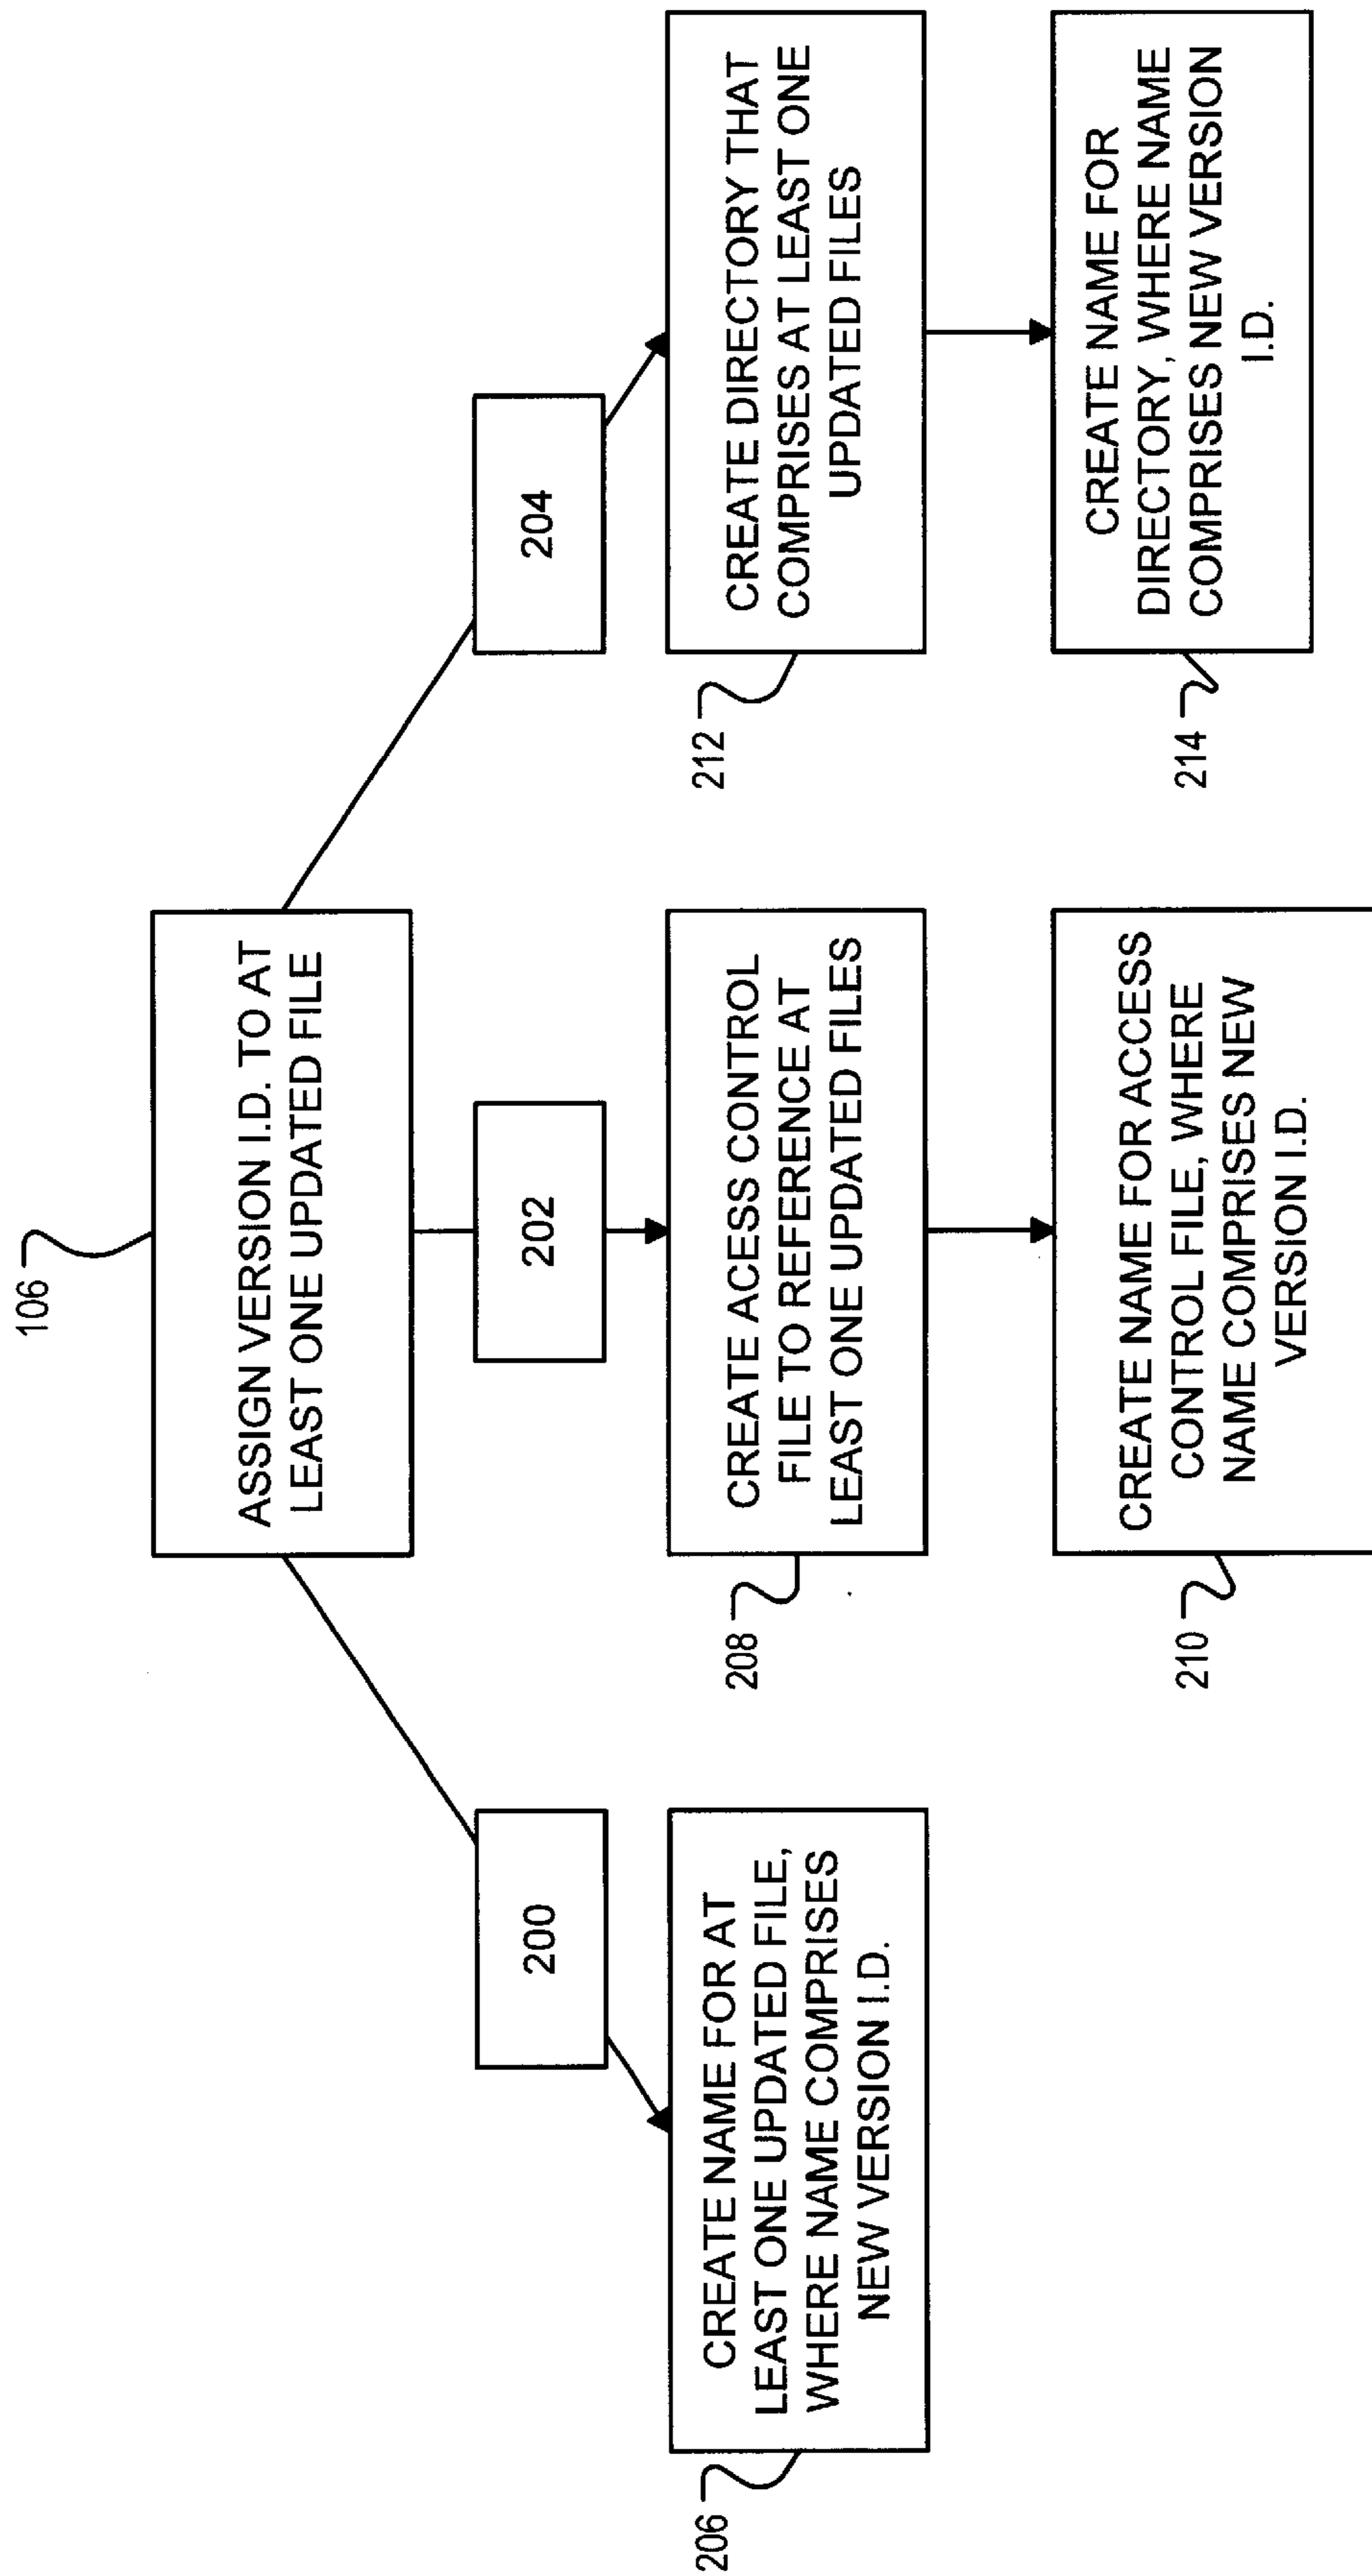 106
ASSIGN VERSION I.D. TO AT
LEAST ONE UPDATED FILE
200
202
204
206
CREATE NAME FOR AT
LEAST ONE UPDATED FILE,
WHERE NAME COMPRISES
NEW VERSION I.D.
208
CREATE ACCESS CONTROL
FILE TO REFERENCE AT
LEAST ONE UPDATED FILES
212
CREATE DIRECTORY THAT
COMPRISES AT LEAST ONE
UPDATED FILES
210
CREATE NAME FOR ACCESS
CONTROL FILE, WHERE
NAME COMPRISES NEW
VERSION I.D.
214
CREATE NAME FOR
DIRECTORY, WHERE NAME
COMPRISES NEW VERSION
I.D.